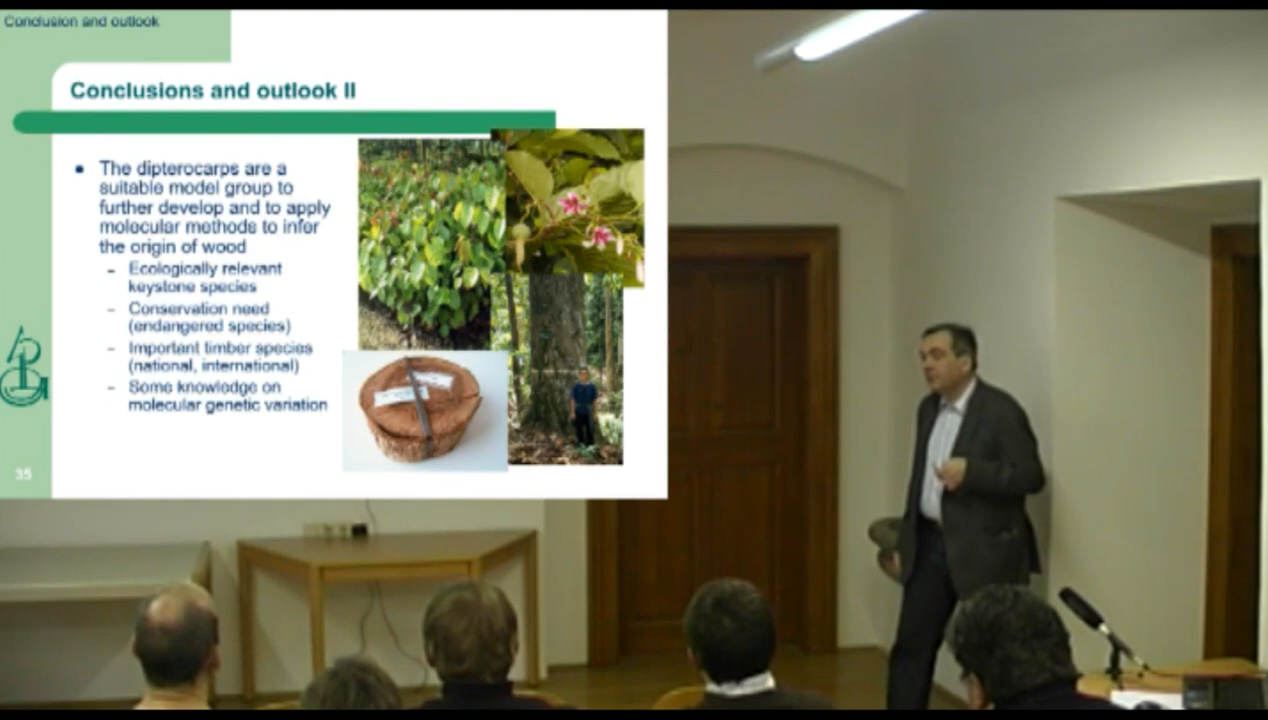 Conclusion and outlook
Conclusions and outlook II
• The dipterocarps are a
suitable model group to
further develop and to apply
molecular methods to infer
the origin of wood
– Ecologically relevant
keystone species
– Conservation need
(endangered species)
– Important timber species
(national, international)
– Some knowledge on
molecular genetic variation
35